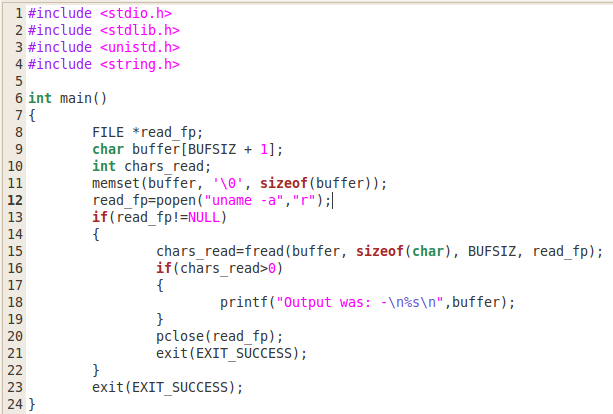 1 #include <stdio.h>
2 #include <stdlib.h>
3 #include <unistd.h>
4 #include <string.h>
5
6 int main()
7 {
8         FILE *read_fp;
9         char buffer[BUFSIZ + 1];
10         int chars_read;
11         memset(buffer, '\0', sizeof(buffer));
12         read_fp=popen("uname -a","r");
13         if(read_fp!=NULL)
14         {
15                 chars_read=fread(buffer, sizeof(char), BUFSIZ, read_fp);
16                 if(chars_read>0)
17                 {
18                         printf("Output was: -\n%s\n",buffer);
19                 }
20                 pclose(read_fp);
21                 exit(EXIT_SUCCESS);
22         }
23         exit(EXIT_SUCCESS);
24 }